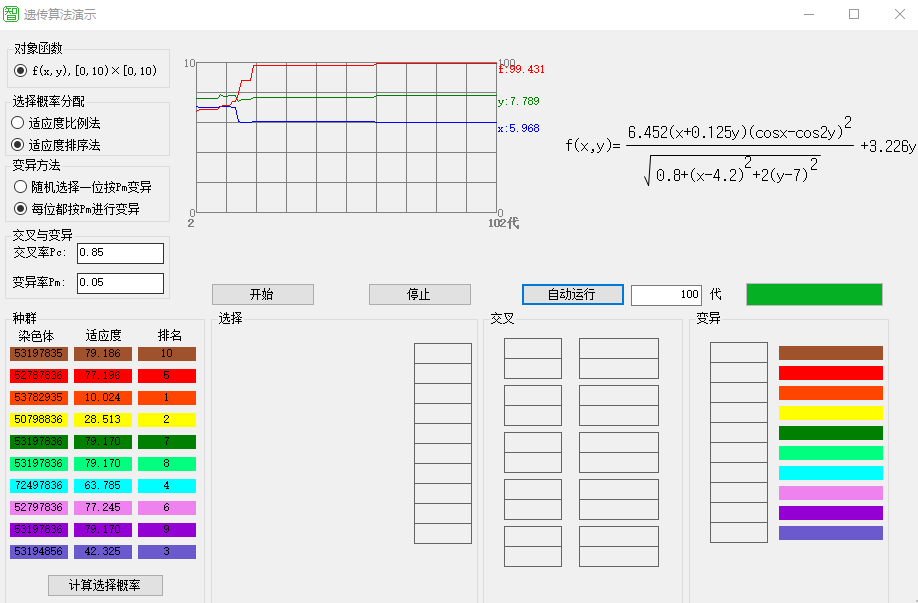 智 遗传算法演示
对象函数
f(x,y),[0,10)×[0,10)
选择概率分配
适应度比例法
适应度排序法
变异方法
随机选择一位按Pm变异
每位都按Pm进行变异
交叉与变异
交叉率Pc: 0.85
变异率Pm: 0.05
10 100
f:99.431
y:7.789
x:5.968
0 0
2 102代
f(x,y)= 6.452(x+0.125y)(cosx-cos2y)2 +3.226y
0.8+(x-4.2)2+2(y-7)2
开始 停止 自动运行 100 代
种群
染色体 适应度 排名
53197835 79.186 10
52787836 77.196 5
53782935 10.024 1
50798836 28.513 2
53197836 79.170 7
53197836 79.170 8
72497836 63.785 4
52797836 77.245 6
53197836 79.170 9
53194856 42.325 3
计算选择概率
选择
交叉
变异